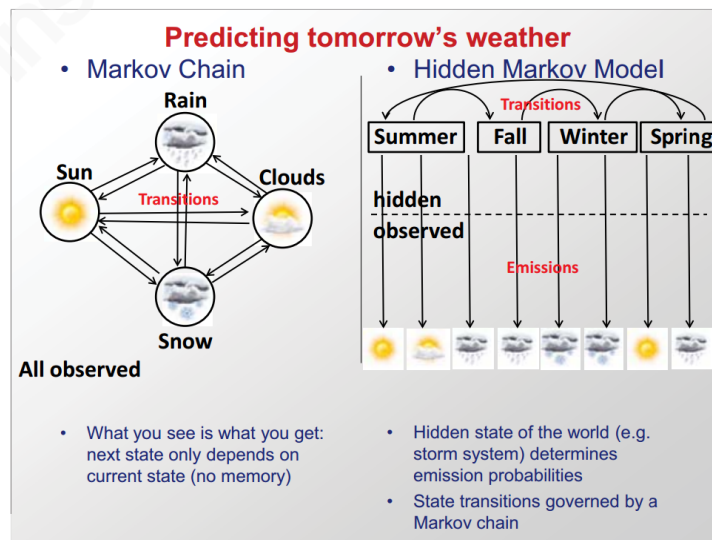 Predicting tomorrow's weather
• Markov Chain
Rain
Sun
Clouds
Transitions
Snow
All observed
• What you see is what you get:
next state only depends on
current state (no memory)
• Hidden Markov Model
Transitions
Summer Fall Winter Spring
hidden
observed
Emissions
• Hidden state of the world (e.g.
storm system) determines
emission probabilities
• State transitions governed by a
Markov chain